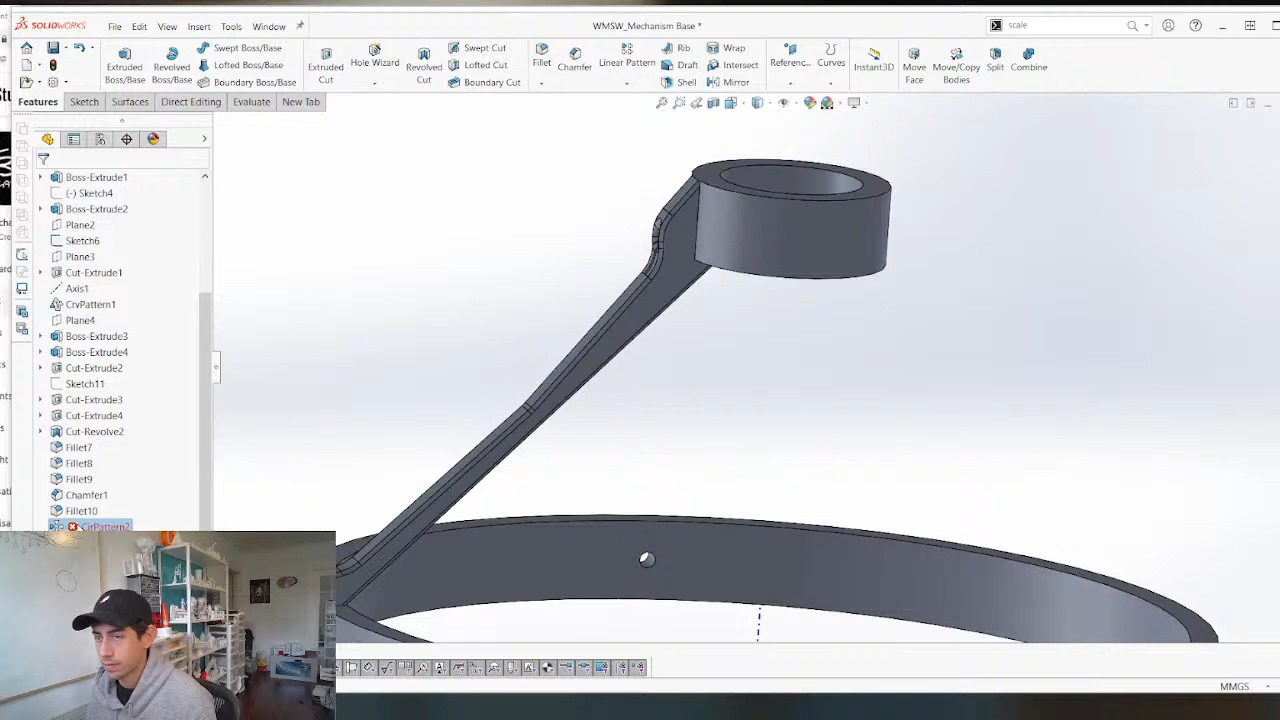 SOLIDWORKS File Edit View Insert Tools Window WMSW_Mechanism Base * scale
Extruded Boss/Base
Revolved Boss/Base
Swept Boss/Base
Lofted Boss/Base
Boundary Boss/Base
Extruded Cut
Hole Wizard
Revolved Cut
Swept Cut
Lofted Cut
Boundary Cut
Fillet
Chamfer
Linear Pattern
Rib
Draft
Shell
Wrap
Intersect
Mirror
Referenc...
Curves
Instant3D
Move Face
Move/Copy Bodies
Split
Combine
Features Sketch Surfaces Direct Editing Evaluate New Tab
Boss-Extrude1
(-) Sketch4
Boss-Extrude2
Plane2
Sketch6
Plane3
Cut-Extrude1
Axis1
CrvPattern1
Plane4
Boss-Extrude3
Boss-Extrude4
Cut-Extrude2
Sketch11
Cut-Extrude3
Cut-Extrude4
Cut-Revolve2
Fillet7
Fillet8
Fillet9
Chamfer1
Fillet10
CirPattern2
MMGS